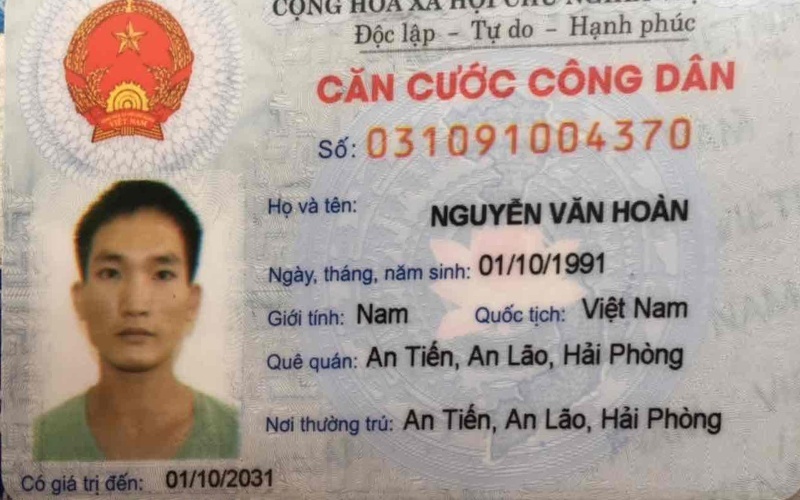 CỘNG HÒA XÃ HỘI CHỦ NGHĨA
Độc lập - Tự do - Hạnh phúc
CĂN CƯỚC CÔNG DÂN
Số: 031091004370
Họ và tên: NGUYỄN VĂN HOÀN
Ngày, tháng, năm sinh: 01/10/1991
Giới tính: Nam Quốc tịch: Việt Nam
Quê quán: An Tiến, An Lão, Hải Phòng
Nơi thường trú: An Tiến, An Lão, Hải Phòng
Có giá trị đến: 01/10/2031